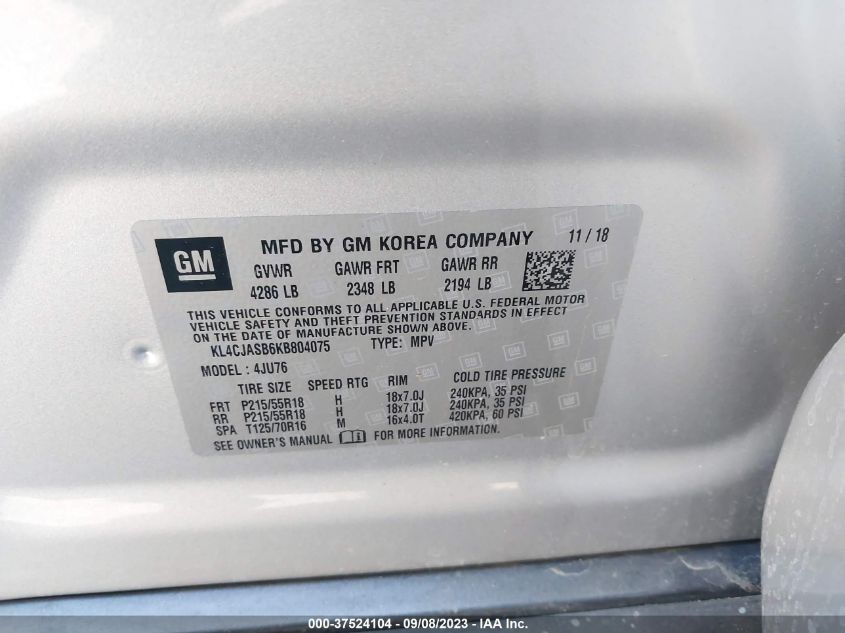 GM
MFD BY GM KOREA COMPANY 11 / 18
GVWR GAWR FRT GAWR RR
4286 LB 2348 LB 2194 LB
THIS VEHICLE CONFORMS TO ALL APPLICABLE U.S. FEDERAL MOTOR
VEHICLE SAFETY AND THEFT PREVENTION STANDARDS IN EFFECT
ON THE DATE OF MANUFACTURE SHOWN ABOVE.
KL4CJASB6KB804075 TYPE: MPV
MODEL : 4JU76
TIRE SIZE SPEED RTG RIM COLD TIRE PRESSURE
FRT P215/55R18 H 18x7.0J 240KPA, 35 PSI
RR P215/55R18 H 18x7.0J 240KPA, 35 PSI
SPA T125/70R16 M 16x4.0T 420KPA, 60 PSI
SEE OWNER'S MANUAL FOR MORE INFORMATION.
000-37524104 - 09/08/2023 - IAA Inc.